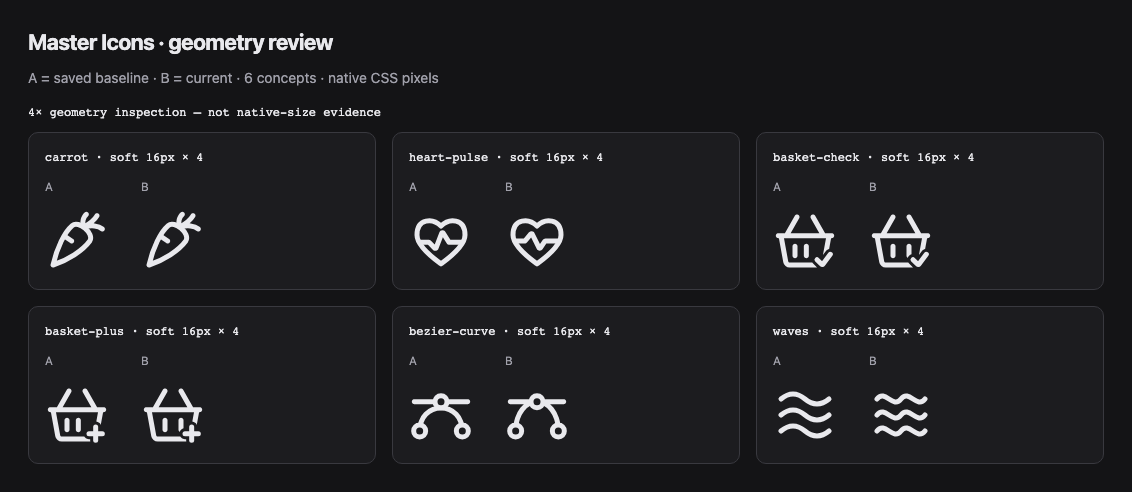 Master Icons · geometry review
A = saved baseline · B = current · 6 concepts · native CSS pixels
4× geometry inspection — not native-size evidence
carrot · soft 16px × 4
A B
heart-pulse · soft 16px × 4
A B
basket-check · soft 16px × 4
A B
basket-plus · soft 16px × 4
A B
bezier-curve · soft 16px × 4
A B
waves · soft 16px × 4
A B